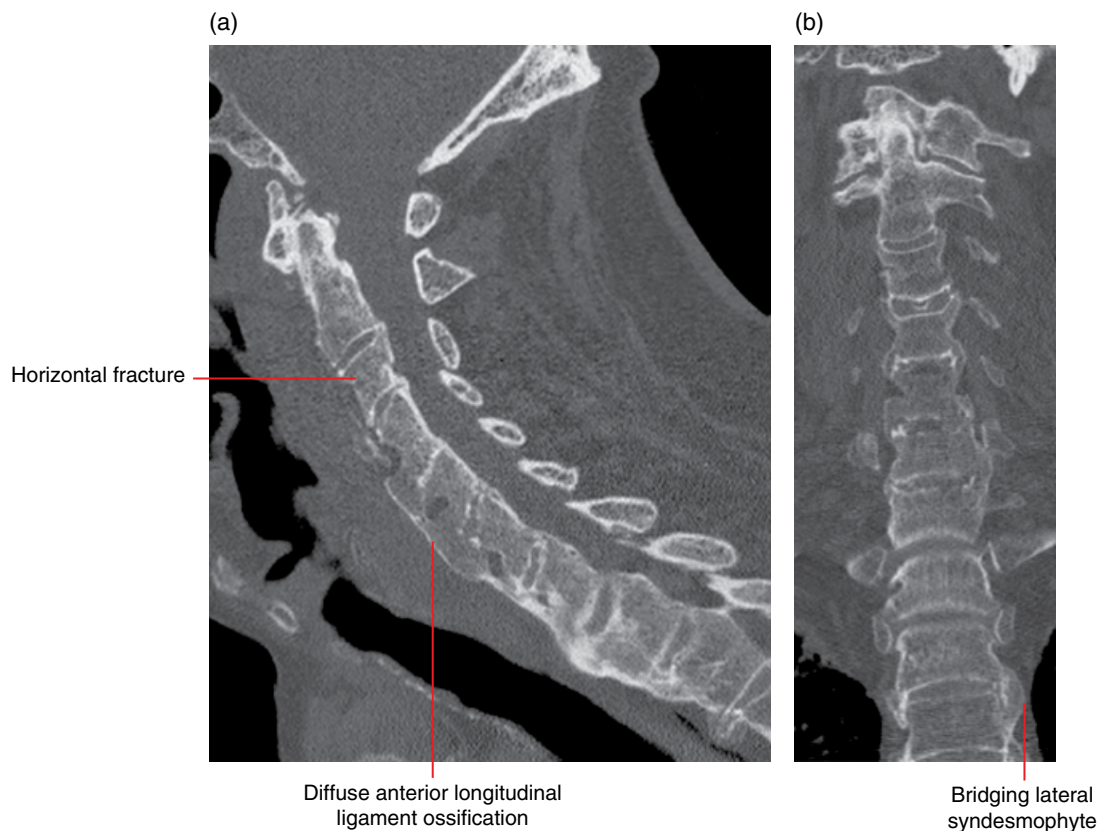 (a)
(b)
Horizontal fracture
Diffuse anterior longitudinal
ligament ossification
Bridging lateral
syndesmophyte